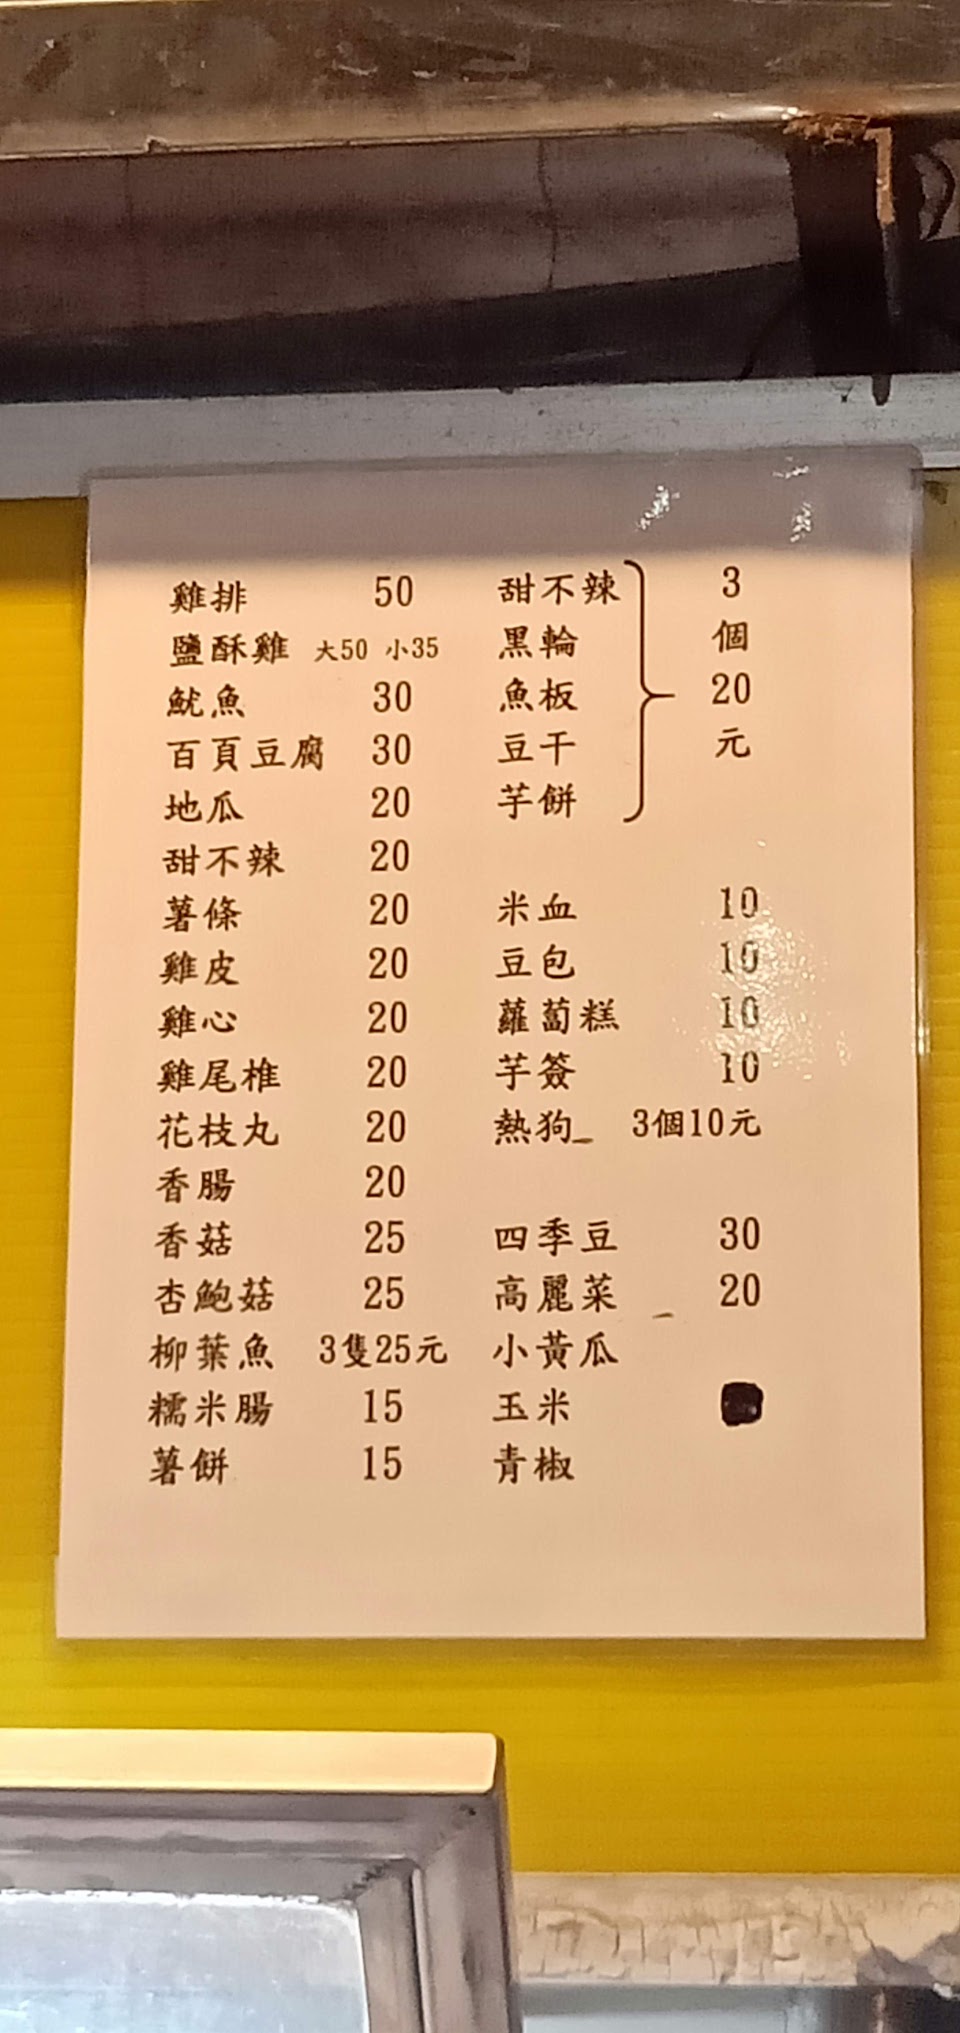 雞排 50
鹽酥雞 大50 小35
魷魚 30
百頁豆腐 30
地瓜 20
甜不辣 20
薯條 20
雞皮 20
雞心 20
雞尾椎 20
花枝丸 20
香腸 20
香菇 25
杏鮑菇 25
柳葉魚 3隻25元
糯米腸 15
薯餅 15
甜不辣
黑輪
魚板
豆干
芋餅
3
個
20
元
米血 10
豆包 10
蘿蔔糕 10
芋簽 10
熱狗 3個10元
四季豆 30
高麗菜 20
小黃瓜
玉米
青椒